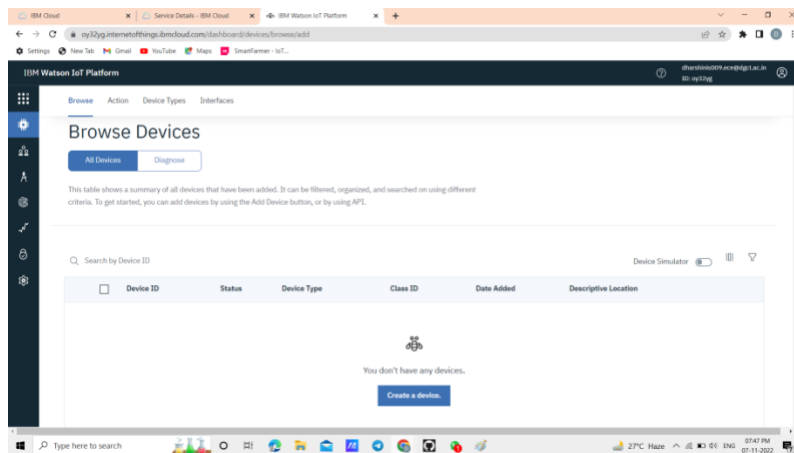 IBM Cloud
Service Details - IBM Cloud
IBM Watson IoT Platform
oy32yg.internetofthings.ibmcloud.com/dashboard/devices/browse/add
Settings New Tab Gmail YouTube Maps SmartFarmer - IoT...
IBM Watson IoT Platform
dharshinis009.ece@dgct.ac.in
ID: oy32yg
Browse Action Device Types Interfaces
Browse Devices
All Devices Diagnose
This table shows a summary of all devices that have been added. It can be filtered, organized, and searched on using different
criteria. To get started, you can add devices by using the Add Device button, or by using API.
Search by Device ID
Device Simulator
Device ID Status Device Type Class ID Date Added Descriptive Location
You don't have any devices.
Create a device.
Type here to search
27°C Haze
ENG
07:47 PM
07-11-2022